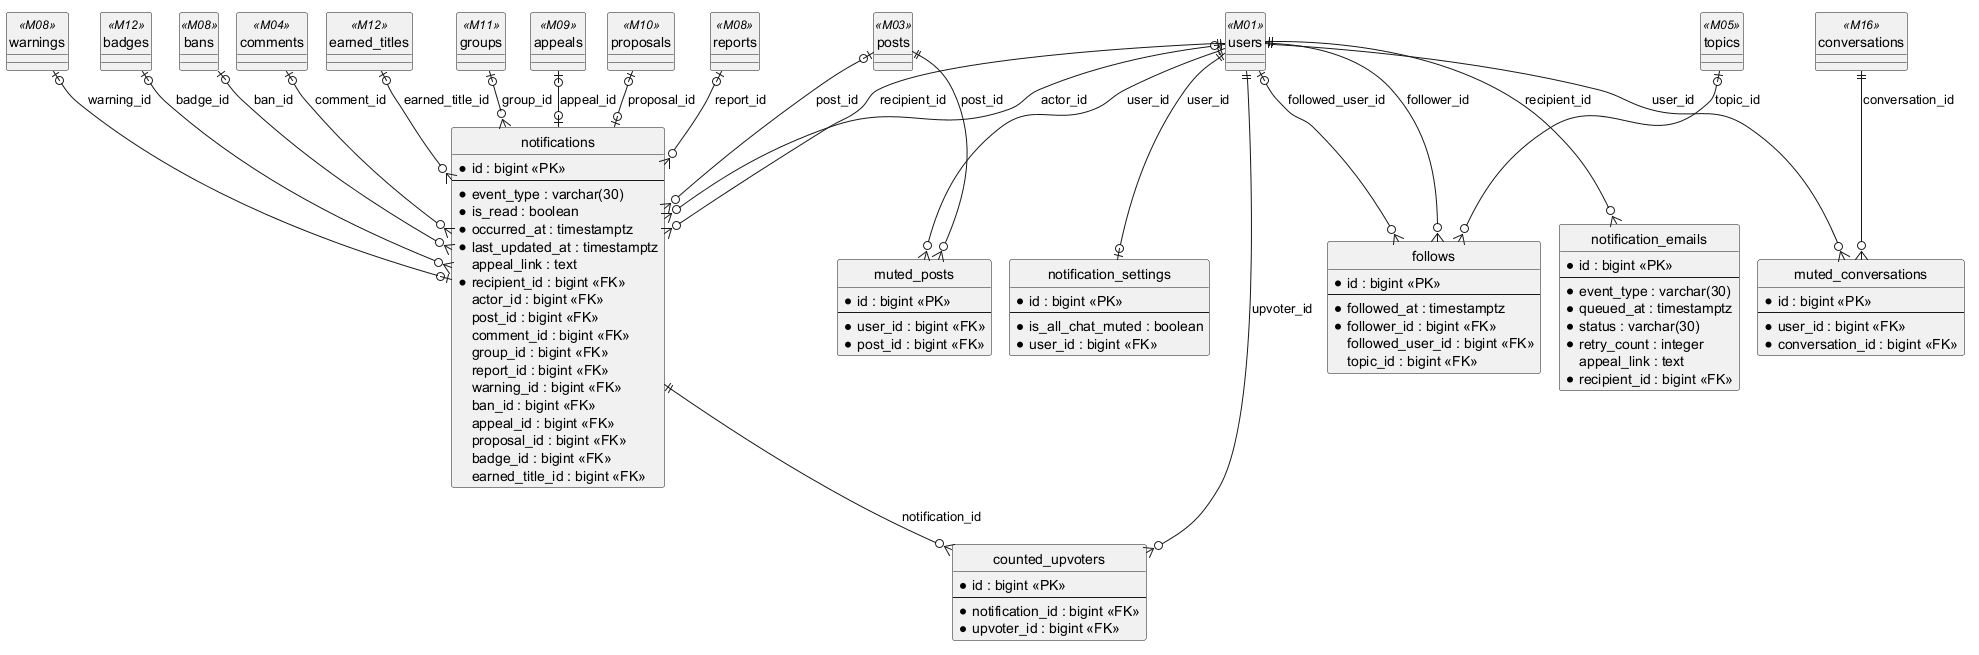 «M08»
warnings
«M12»
badges
«M08»
bans
«M04»
comments
«M12»
earned_titles
«M11»
groups
«M09»
appeals
«M10»
proposals
«M08»
reports
«M03»
posts
«M01»
users
«M05»
topics
«M16»
conversations
warning_id
badge_id
ban_id
comment_id
earned_title_id
group_id
appeal_id
proposal_id
report_id
post_id
recipient_id
post_id
actor_id
user_id
user_id
followed_user_id
follower_id
recipient_id
user_id
topic_id
conversation_id
notifications
id : bigint «PK»
event_type : varchar(30)
is_read : boolean
occurred_at : timestamptz
last_updated_at : timestamptz
appeal_link : text
recipient_id : bigint «FK»
actor_id : bigint «FK»
post_id : bigint «FK»
comment_id : bigint «FK»
group_id : bigint «FK»
report_id : bigint «FK»
warning_id : bigint «FK»
ban_id : bigint «FK»
appeal_id : bigint «FK»
proposal_id : bigint «FK»
badge_id : bigint «FK»
earned_title_id : bigint «FK»
muted_posts
id : bigint «PK»
user_id : bigint «FK»
post_id : bigint «FK»
notification_settings
id : bigint «PK»
is_all_chat_muted : boolean
user_id : bigint «FK»
upvoter_id
follows
id : bigint «PK»
followed_at : timestamptz
follower_id : bigint «FK»
followed_user_id : bigint «FK»
topic_id : bigint «FK»
notification_emails
id : bigint «PK»
event_type : varchar(30)
queued_at : timestamptz
status : varchar(30)
retry_count : integer
appeal_link : text
recipient_id : bigint «FK»
muted_conversations
id : bigint «PK»
user_id : bigint «FK»
conversation_id : bigint «FK»
notification_id
counted_upvoters
id : bigint «PK»
notification_id : bigint «FK»
upvoter_id : bigint «FK»